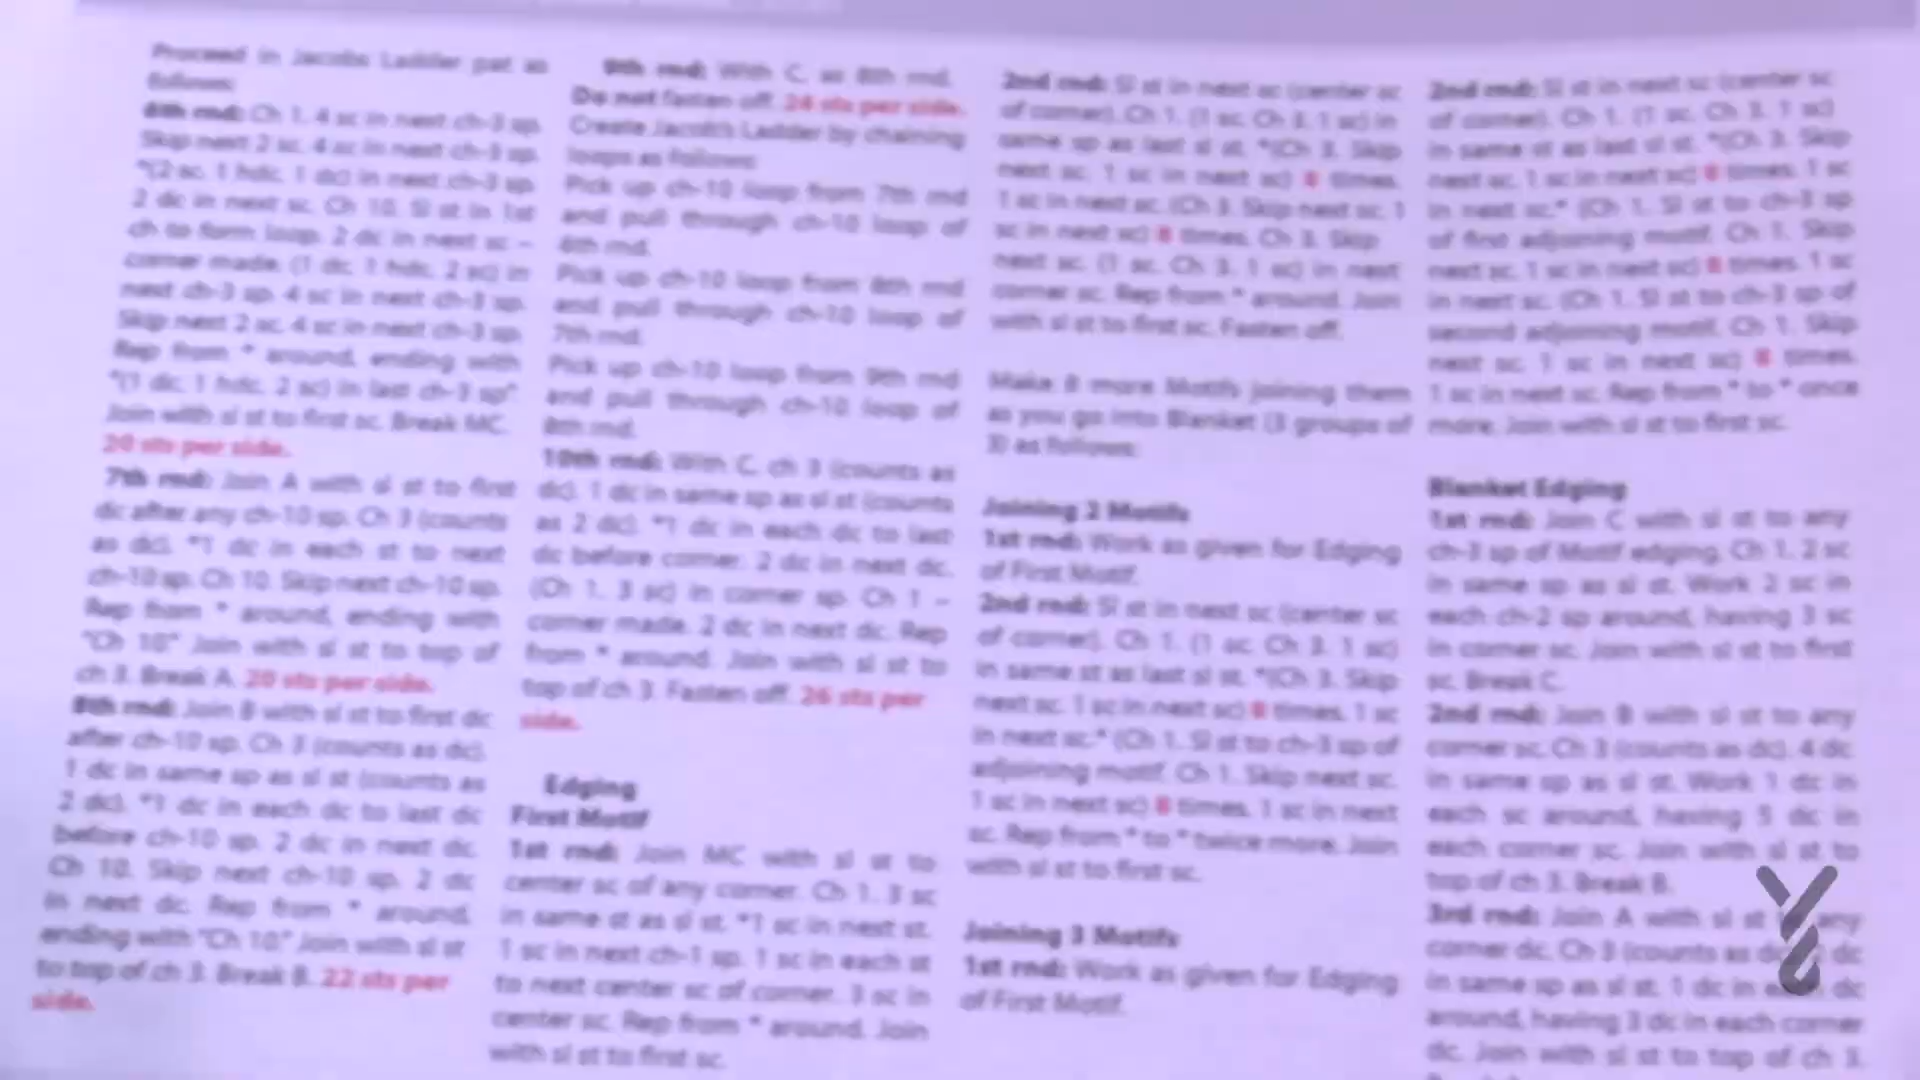 Proceed in Jacobs Ladder pat as
follows:
6th rnd: Ch 1. 4 sc in next ch-3 sp.
Skip next 2 sc. 4 sc in next ch-3 sp.
*(2 sc. 1 hdc. 1 dc) in next ch-3 sp.
2 dc in next sc. Ch 10. Sl st in 1st
ch to form loop. 2 dc in next sc –
corner made. (1 dc. 1 hdc. 2 sc) in
next ch-3 sp. 4 sc in next ch-3 sp.
Skip next 2 sc. 4 sc in next ch-3 sp.
Rep from * around, ending with
"(1 dc. 1 hdc. 2 sc) in last ch-3 sp"
Join with sl st to first sc. Break MC.
20 sts per side.
7th rnd: Join A with sl st to first
dc after any ch-10 sp. Ch 3 (counts
as dc). *1 dc in each st to next
ch-10 sp. Ch 10. Skip next ch-10 sp.
Rep from * around, ending with
"Ch 10." Join with sl st to top of
ch 3. Break A. 20 sts per side.
8th rnd: Join B with sl st to first dc
after ch-10 sp. Ch 3 (counts as dc).
1 dc in same sp as sl st (counts as
2 dc). *1 dc in each dc to last dc
before ch-10 sp. 2 dc in next dc.
Ch 10. Skip next ch-10 sp. 2 dc
in next dc. Rep from * around,
ending with "Ch 10." Join with sl st
to top of ch 3. Break B. 22 sts per
side.
9th rnd: With C, as 8th rnd.
Do not fasten off. 24 sts per side.
Create Jacob's Ladder by chaining
loops as follows:
Pick up ch-10 loop from 7th rnd
and pull through ch-10 loop of
6th rnd.
Pick up ch-10 loop from 8th rnd
and pull through ch-10 loop of
7th rnd.
Pick up ch-10 loop from 9th rnd
and pull through ch-10 loop of
8th rnd.
10th rnd: With C, ch 3 (counts as
dc). 1 dc in same sp as sl st (counts
as 2 dc). *1 dc in each dc to last
dc before corner. 2 dc in next dc.
(Ch 1. 3 sc) in corner sp. Ch 1 –
corner made. 2 dc in next dc. Rep
from * around. Join with sl st to
top of ch 3. Fasten off. 26 sts per
side.
Edging
First Motif
1st rnd: Join MC with sl st to
center sc of any corner. Ch 1. 3 sc
in same st as sl st. *1 sc in next st.
1 sc in next ch-1 sp. 1 sc in each st
to next center sc of corner. 3 sc in
center sc. Rep from * around. Join
with sl st to first sc.
2nd rnd: Sl st in next sc (center sc
of corner). Ch 1. (1 sc. Ch 3. 1 sc) in
same sp as last sl st. *(Ch 3. Skip
next sc. 1 sc in next sc) 8 times.
1 sc in next sc. (Ch 3. Skip next sc. 1
sc in next sc) 8 times. Ch 3. Skip
next sc. (1 sc. Ch 3. 1 sc) in next
corner sc. Rep from * around. Join
with sl st to first sc. Fasten off.
Make 8 more Motifs joining them
as you go into Blanket (3 groups of
3) as follows:
Joining 2 Motifs
1st rnd: Work as given for Edging
of First Motif.
2nd rnd: Sl st in next sc (center sc
of corner). Ch 1. (1 sc. Ch 3. 1 sc)
in same st as last sl st. *(Ch 3. Skip
next sc. 1 sc in next sc) 8 times. 1 sc
in next sc.* (Ch 1. Sl st to ch-3 sp of
adjoining motif. Ch 1. Skip next sc.
1 sc in next sc) 8 times. 1 sc in next
sc. Rep from * to * twice more. Join
with sl st to first sc.
Joining 3 Motifs
1st rnd: Work as given for Edging
of First Motif.
2nd rnd: Sl st in next sc (center sc
of corner). Ch 1. (1 sc. Ch 3. 1 sc)
in same st as last sl st. *(Ch 3. Skip
next sc. 1 sc in next sc) 8 times. 1 sc
in next sc.* (Ch 1. Sl st to ch-3 sp
of first adjoining motif. Ch 1. Skip
next sc. 1 sc in next sc) 8 times. 1 sc
in next sc. (Ch 1. Sl st to ch-3 sp of
second adjoining motif. Ch 1. Skip
next sc. 1 sc in next sc) 8 times.
1 sc in next sc. Rep from * to * once
more. Join with sl st to first sc.
Blanket Edging
1st rnd: Join C with sl st to any
ch-3 sp of Motif edging. Ch 1. 2 sc
in same sp as sl st. Work 2 sc in
each ch-2 sp around, having 3 sc
in corner sc. Join with sl st to first
sc. Break C.
2nd rnd: Join B with sl st to any
corner sc. Ch 3 (counts as dc). 4 dc
in same sp as sl st. Work 1 dc in
each sc around, having 5 dc in
each corner sc. Join with sl st to
top of ch 3. Break B.
3rd rnd: Join A with sl st any
corner dc. Ch 3 (counts as dc
in same sp as sl st. 1 dc in dc
around, having 3 dc in each corner
dc. Join with sl st to top of ch 3.